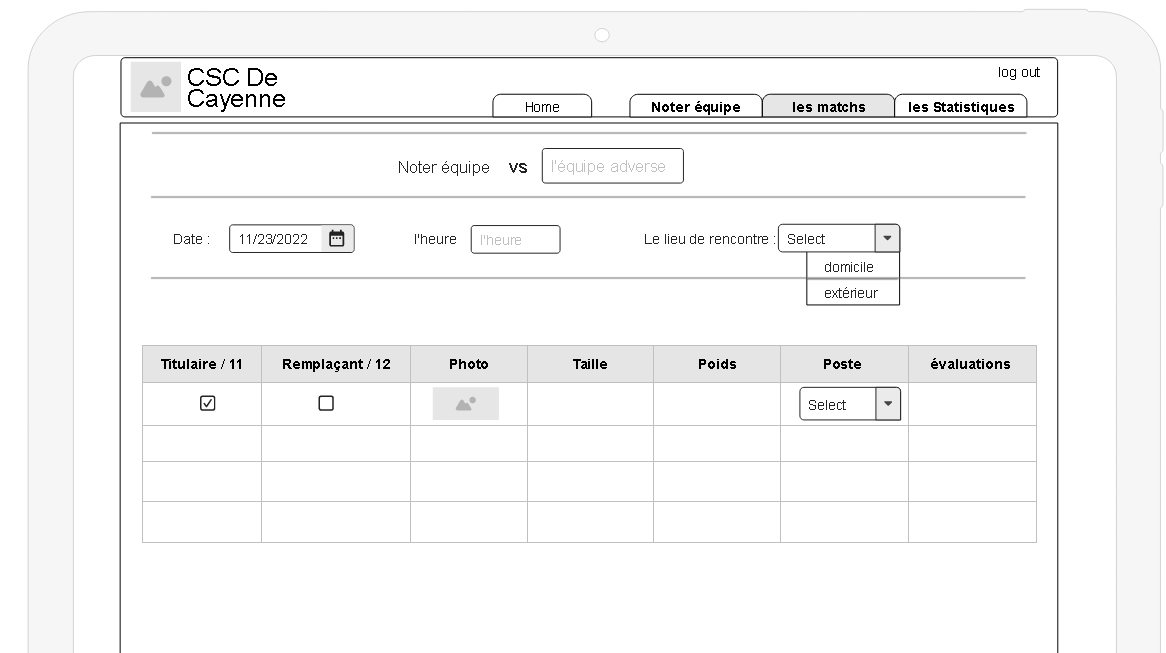 CSC De
Cayenne
log out
Home
Noter équipe
les matchs
les Statistiques
Noter équipe vs l'équipe adverse
Date : 11/23/2022 l'heure l'heure Le lieu de rencontre : Select
domicile
extérieur
Titulaire / 11 Remplaçant / 12 Photo Taille Poids Poste évaluations
Select